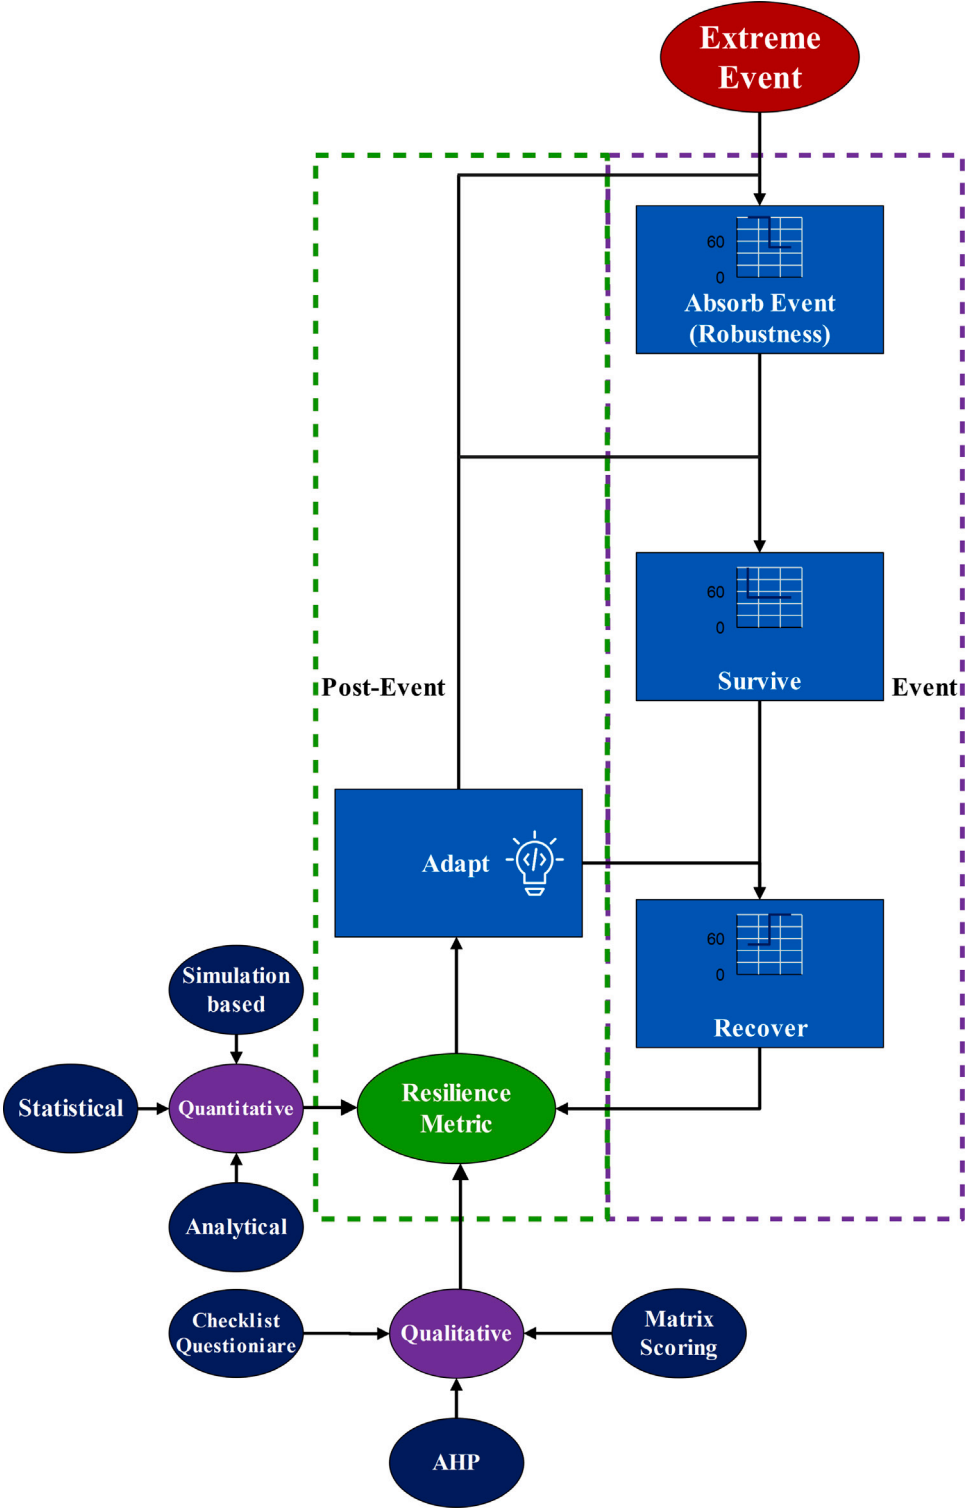 Extreme
Event
60
0
Absorb Event
(Robustness)
60
0
Survive
Post-Event
Event
Adapt
</>
60
0
Recover
Simulation
based
Statistical
Quantitative
Resilience
Metric
Analytical
Checklist
Questioniare
Qualitative
Matrix
Scoring
AHP